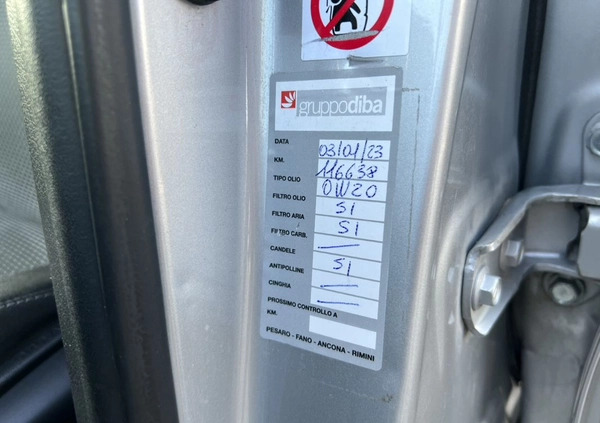 gruppodiba
DATA 03/01/23
KM. 116638
TIPO OLIO 0W20
FILTRO OLIO SI
FILTRO ARIA SI
FILTRO CARB. —
CANDELE SI
ANTIPOLLINE —
CINGHIA —
PROSSIMO CONTROLLO A
KM.
PESARO - FANO - ANCONA - RIMINI